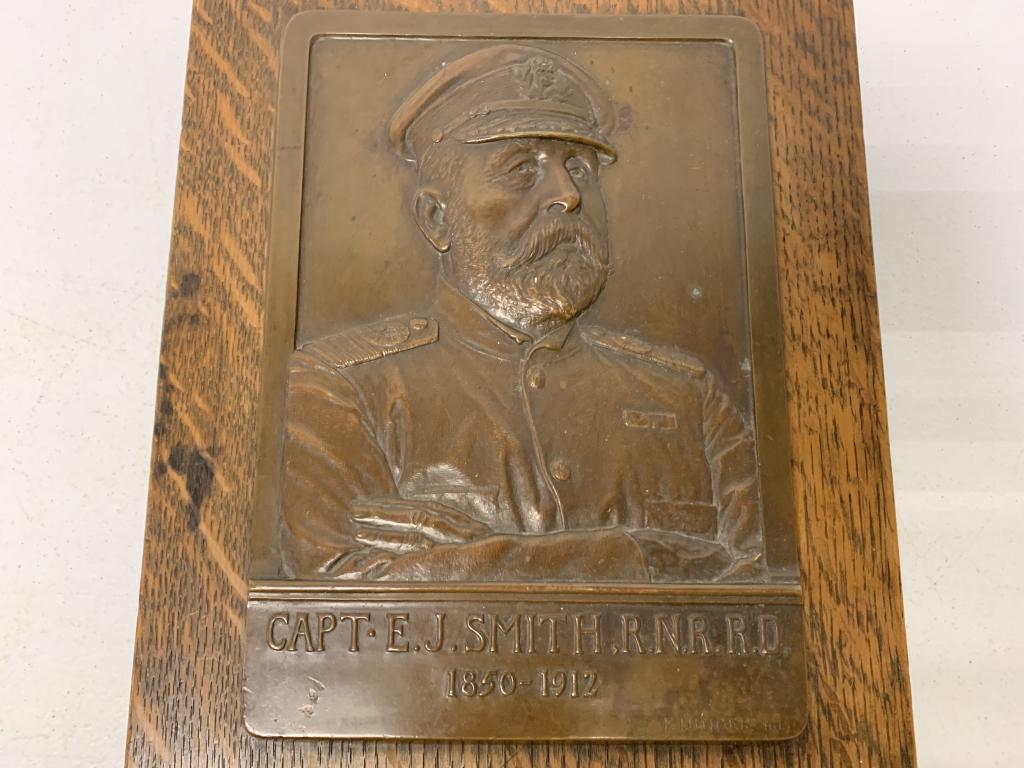 CAPT. E.J. SMITH, R.N.R. R.D.
1850-1912